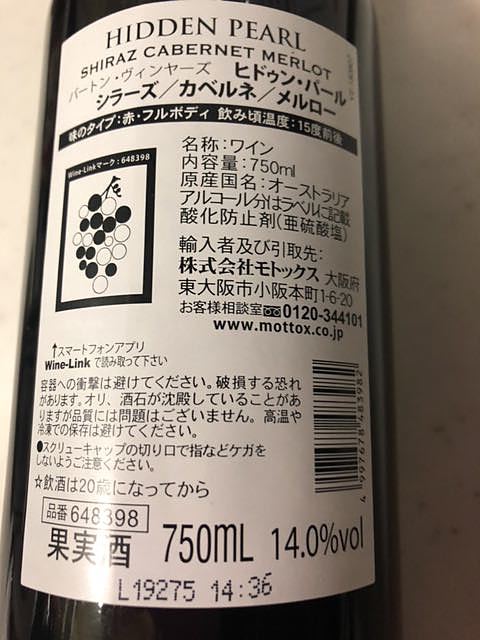 HIDDEN PEARL
SHIRAZ CABERNET MERLOT
バートン・ヴィンヤーズ ヒドゥン・パール
シラーズ／カベルネ／メルロー
味のタイプ：赤・フルボディ 飲み頃温度：15度前後
Wine-Linkマーク：648398
名称：ワイン
内容量：750ml
原産国名：オーストラリア
アルコール分はラベルに記載
酸化防止剤（亜硫酸塩）
輸入者及び引取先：
株式会社モトックス 大阪府
東大阪市小阪本町1-6-20
お客様相談室 0120-344101
www.mottox.co.jp
↑スマートフォンアプリ
Wine-Linkで読み取って下さい
容器への衝撃は避けてください。破損する恐れ
があります。オリ、酒石が沈殿していることがあ
りますが品質には問題はございません。高温や
冷凍での保存は避けてください。
●スクリューキャップの切り口で指などケガを
しないようご注意ください。
☆飲酒は20歳になってから
品番 648398
果実酒 750mL 14.0%vol
4997678483982
L19275 14:36